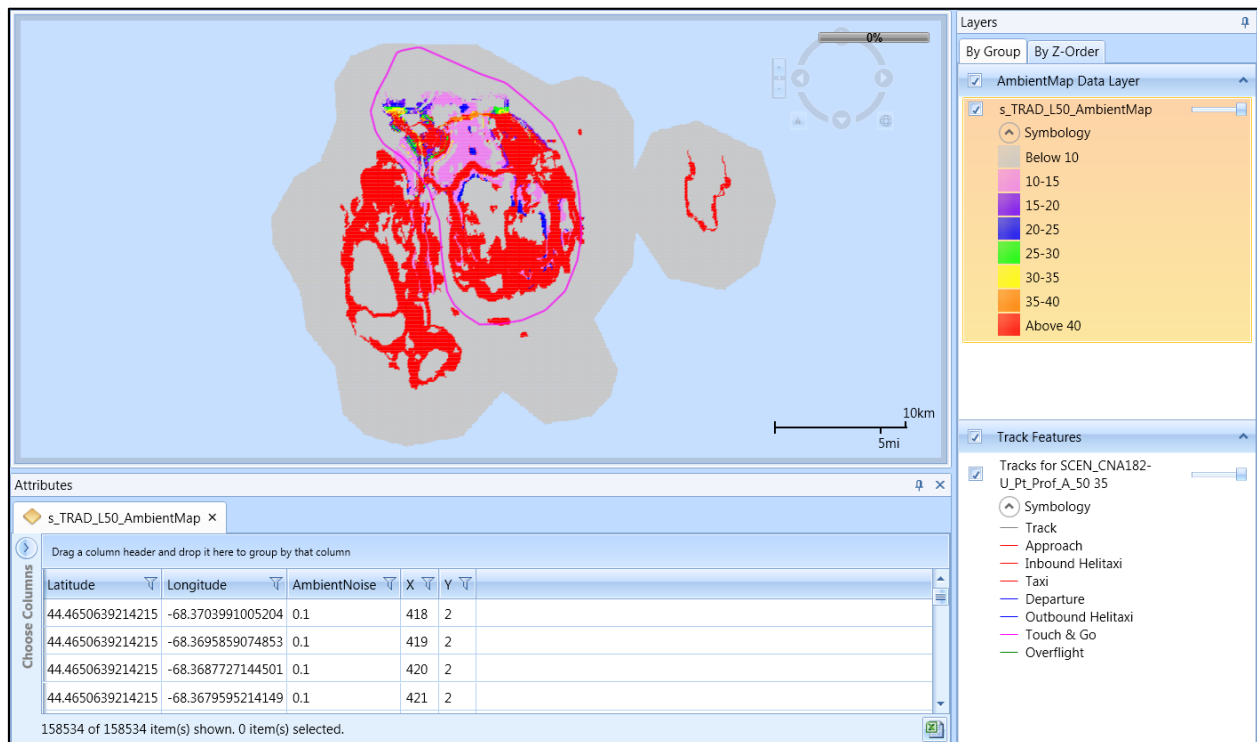 0%
10km
5mi
Layers
By Group By Z-Order
AmbientMap Data Layer
s_TRAD_L50_AmbientMap
Symbology
Below 10
10-15
15-20
20-25
25-30
30-35
35-40
Above 40
Track Features
Tracks for SCEN_CNA182-
U_Pt_Prof_A_50 35
Symbology
Track
Approach
Inbound Helitaxi
Taxi
Departure
Outbound Helitaxi
Touch & Go
Overflight
Attributes
s_TRAD_L50_AmbientMap
Choose Columns
Drag a column header and drop it here to group by that column
Latitude Longitude AmbientNoise X Y
44.4650639214215 -68.3703991005204 0.1 418 2
44.4650639214215 -68.3695859074853 0.1 419 2
44.4650639214215 -68.3687727144501 0.1 420 2
44.4650639214215 -68.3679595214149 0.1 421 2
158534 of 158534 item(s) shown. 0 item(s) selected.